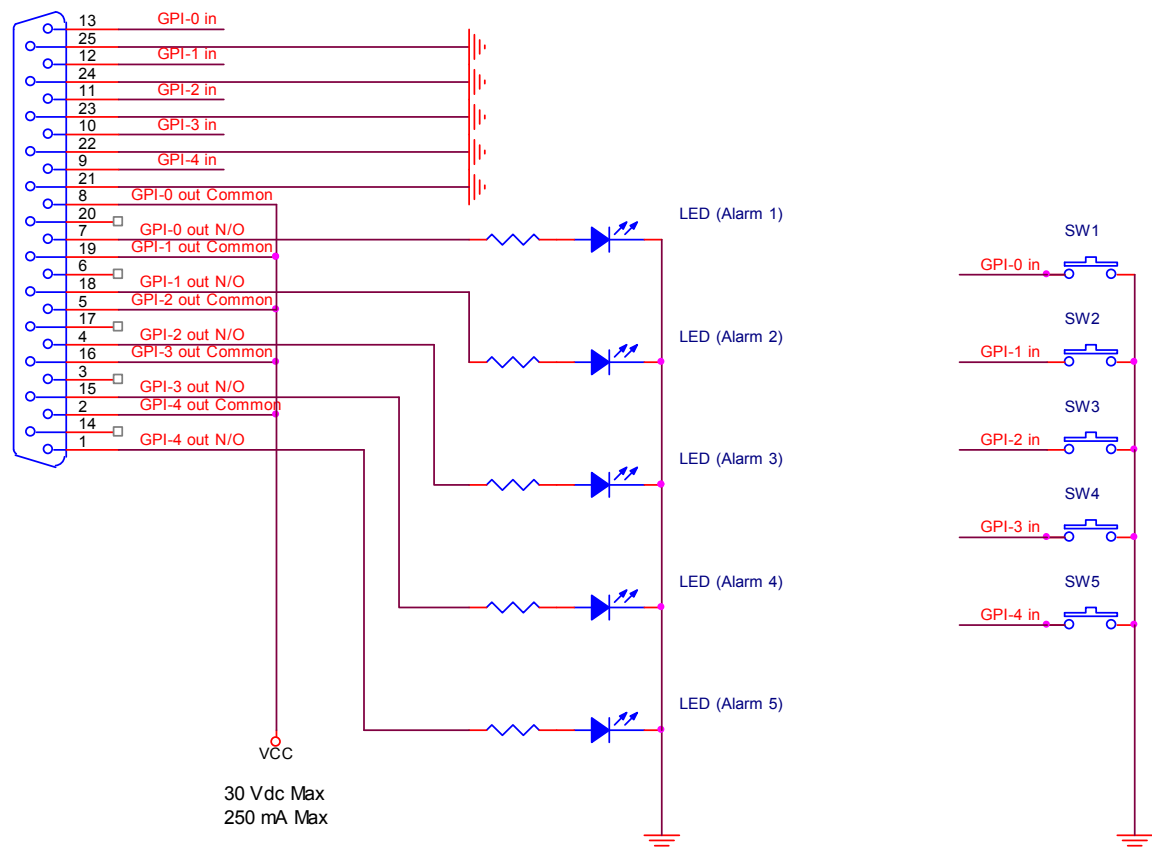 13 GPI-0 in
25
12 GPI-1 in
24
11 GPI-2 in
23
10 GPI-3 in
22
9 GPI-4 in
21
8 GPI-0 out Common
20
7 GPI-0 out N/O
19 GPI-1 out Common
6
18 GPI-1 out N/O
5 GPI-2 out Common
17
4 GPI-2 out N/O
16 GPI-3 out Common
3
15 GPI-3 out N/O
2 GPI-4 out Common
14
1 GPI-4 out N/O
VCC
30 Vdc Max
250 mA Max
LED (Alarm 1)
LED (Alarm 2)
LED (Alarm 3)
LED (Alarm 4)
LED (Alarm 5)
SW1
GPI-0 in
SW2
GPI-1 in
SW3
GPI-2 in
SW4
GPI-3 in
SW5
GPI-4 in